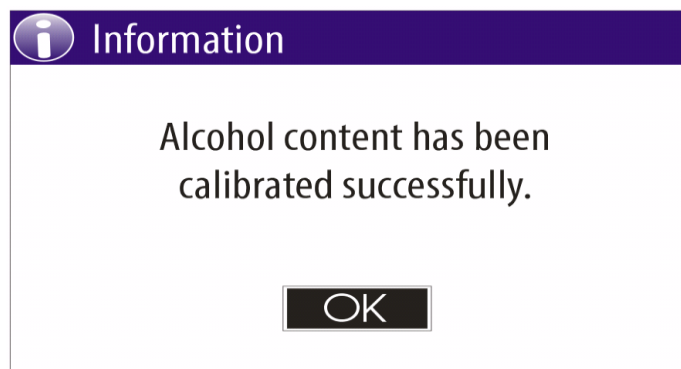 Information
Alcohol content has been
calibrated successfully.
OK